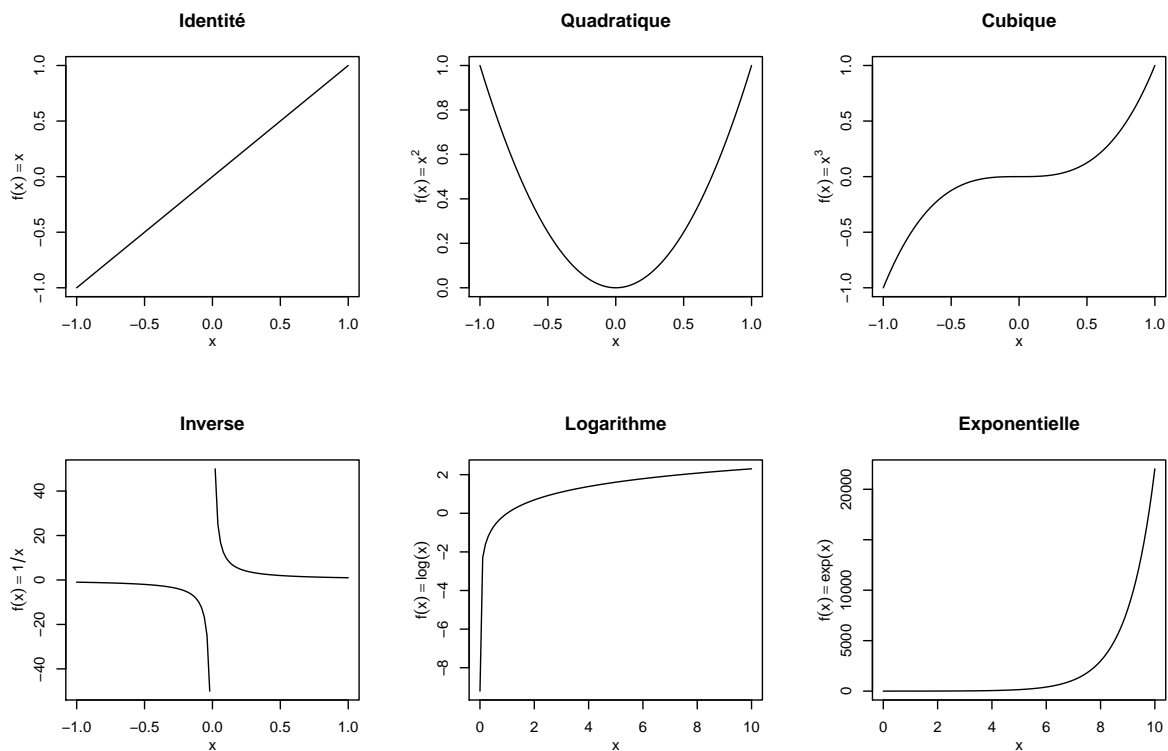 Identité
f(x) = x
1.0
0.5
0.0
−0.5
−1.0
−1.0 −0.5 0.0 0.5 1.0
x
Quadratique
f(x) = x²
1.0
0.8
0.6
0.4
0.2
0.0
−1.0 −0.5 0.0 0.5 1.0
x
Cubique
f(x) = x³
1.0
0.5
0.0
−0.5
−1.0
−1.0 −0.5 0.0 0.5 1.0
x
Inverse
f(x) = 1/x
40
20
0
−20
−40
−1.0 −0.5 0.0 0.5 1.0
x
Logarithme
f(x) = log(x)
2
0
−2
−4
−6
−8
0 2 4 6 8 10
x
Exponentielle
f(x) = exp(x)
20000
10000
5000
0
0 2 4 6 8 10
x